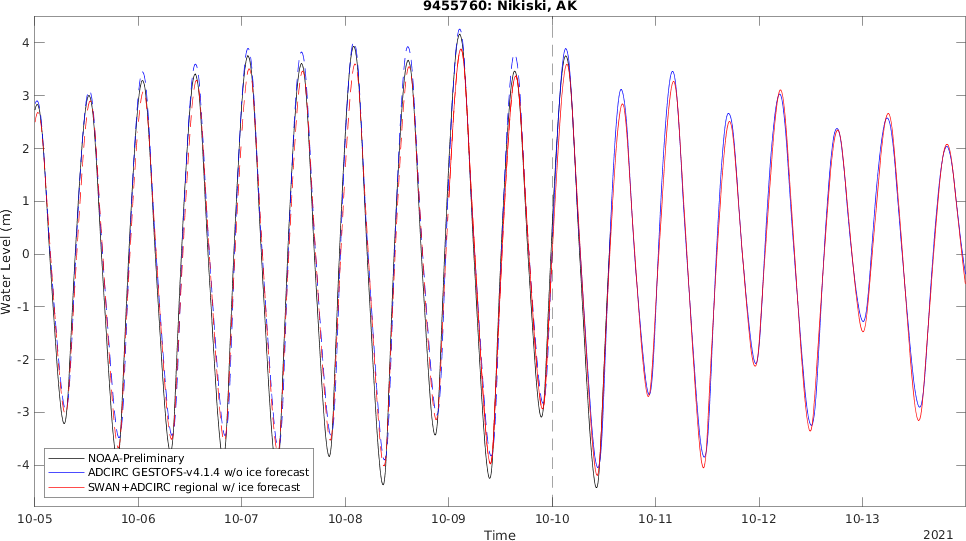 9455760: Nikiski, AK
Water Level (m)
4
3
2
1
0
-1
-2
-3
-4
NOAA-Preliminary
ADCIRC GESTOFS-v4.1.4 w/o ice forecast
SWAN+ADCIRC regional w/ ice forecast
10-05 10-06 10-07 10-08 10-09 10-10 10-11 10-12 10-13
Time
2021